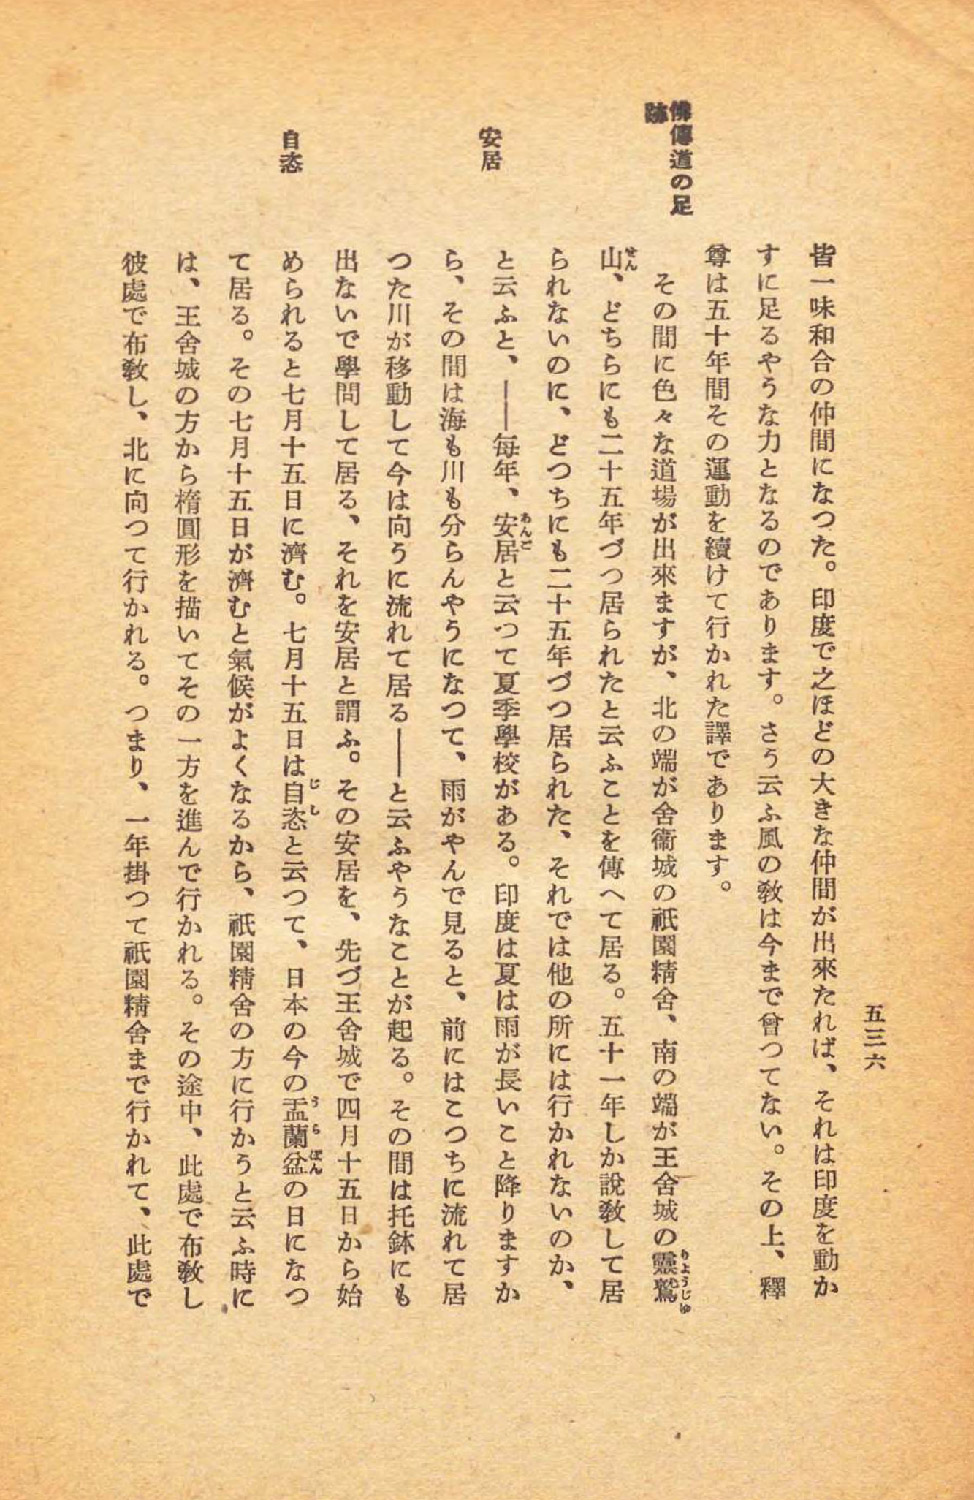 五三六
皆一味和合の仲間になつた。印度で之ほどの大きな仲間が出來たれば、それは印度を動か
すに足るやうな力となるのであります。さう云ふ風の敎は今まで曾つてない。その上、釋
尊は五十年間その運動を續けて行かれた譯であります。
佛傳道の足
跡
その間に色々な道場が出來ますが、北の端が舍衞城の祇園精舍、南の端が王舍城の靈鷲
りようじゆ
山、どちらにも二十五年づつ居られたと云ふことを傳へて居る。五十一年しか說敎して居
せん
られないのに、どつちにも二十五年づつ居られた、それでは他の所には行かれないのか、
と云ふと、――每年、安居と云つて夏季學校がある。印度は夏は雨が長いこと降りますか
あんご
安居
ら、その間は海も川も分らんやうになつて、雨がやんで見ると、前にはこつちに流れて居
つた川が移動して今は向うに流れて居る――と云ふやうなことが起る。その間は托鉢にも
出ないで學問して居る、それを安居と謂ふ。その安居を、先づ王舍城で四月十五日から始
められると七月十五日に濟む。七月十五日は自恣と云つて、日本の今の盂蘭盆の日になつ
じし
うらぼん
自恣
て居る。その七月十五日が濟むと氣候がよくなるから、祇園精舍の方に行かうと云ふ時に
は、王舍城の方から楕圓形を描いてその一方を進んで行かれる。その途中、此處で布敎し
彼處で布敎し、北に向つて行かれる。つまり、一年掛つて祇園精舍まで行かれて、此處で